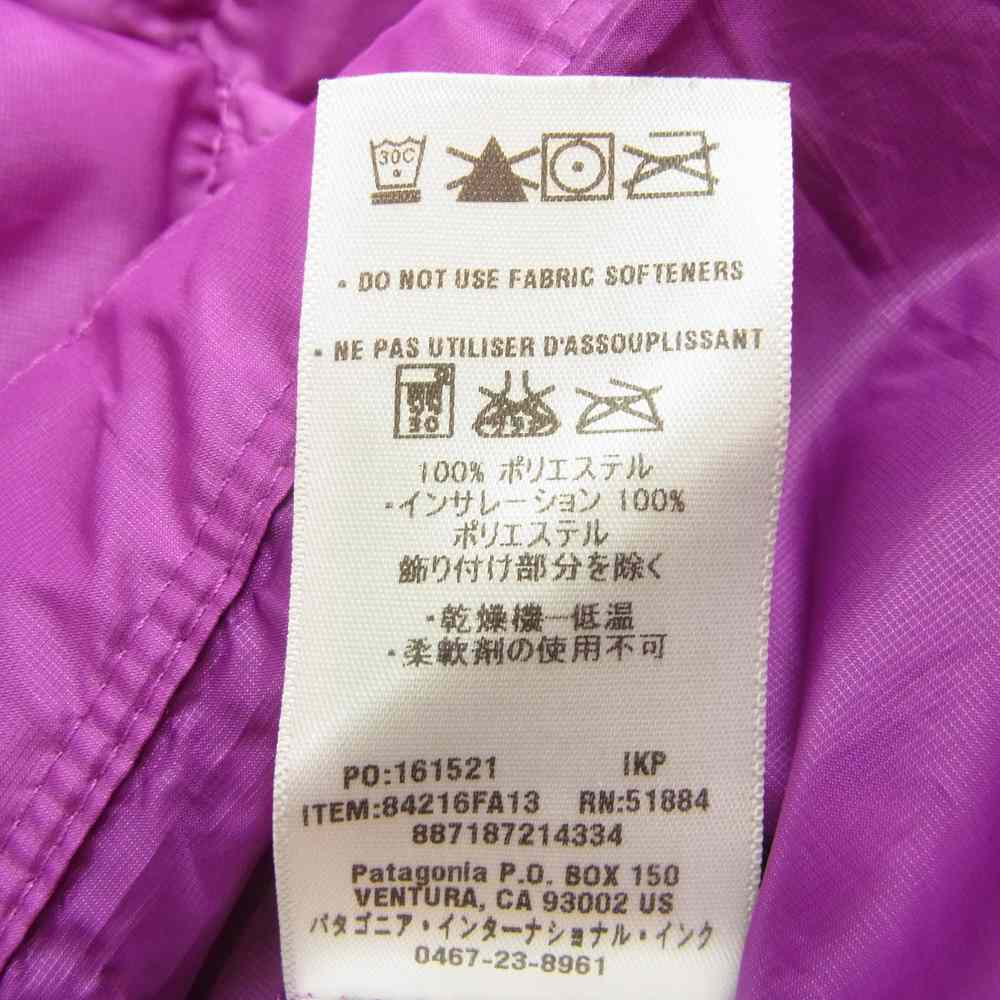 30C
• DO NOT USE FABRIC SOFTENERS
• NE PAS UTILISER D'ASSOUPLISSANT
30
100% ポリエステル
・インサレーション 100%
ポリエステル
飾り付け部分を除く
・乾燥機―低温
・柔軟剤の使用不可
PO:161521 IKP
ITEM:84216FA13 RN:51884
887187214334
Patagonia P.O. BOX 150
VENTURA, CA 93002 US
パタゴニア・インターナショナル・インク
0467-23-8961